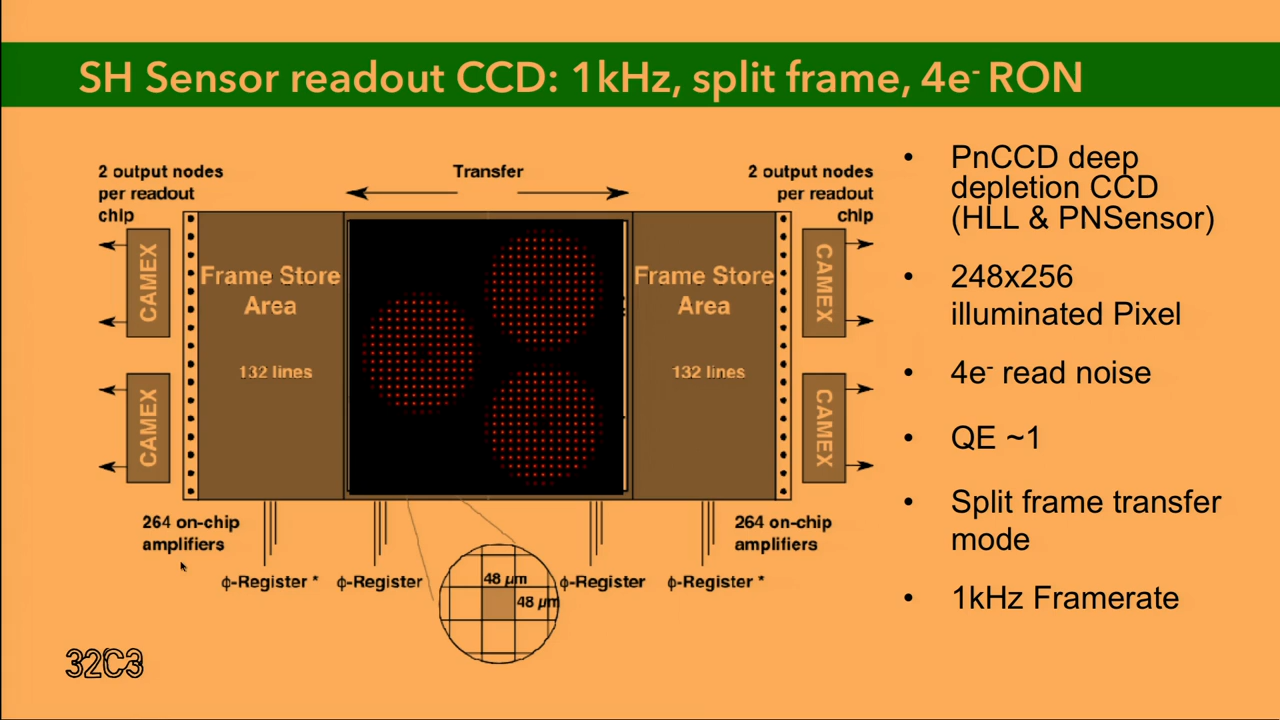 SH Sensor readout CCD: 1kHz, split frame, 4e- RON
2 output nodes
per readout
chip
Transfer
2 output nodes
per readout
chip
CAMEX
CAMEX
Frame Store
Area
132 lines
Frame Store
Area
132 lines
CAMEX
CAMEX
264 on-chip
amplifiers
264 on-chip
amplifiers
ϕ-Register *
ϕ-Register
48 µm
48 µm
ϕ-Register
ϕ-Register *
• PnCCD deep
depletion CCD
(HLL & PNSensor)
• 248x256
illuminated Pixel
• 4e- read noise
• QE ~1
• Split frame transfer
mode
• 1kHz Framerate
32C3